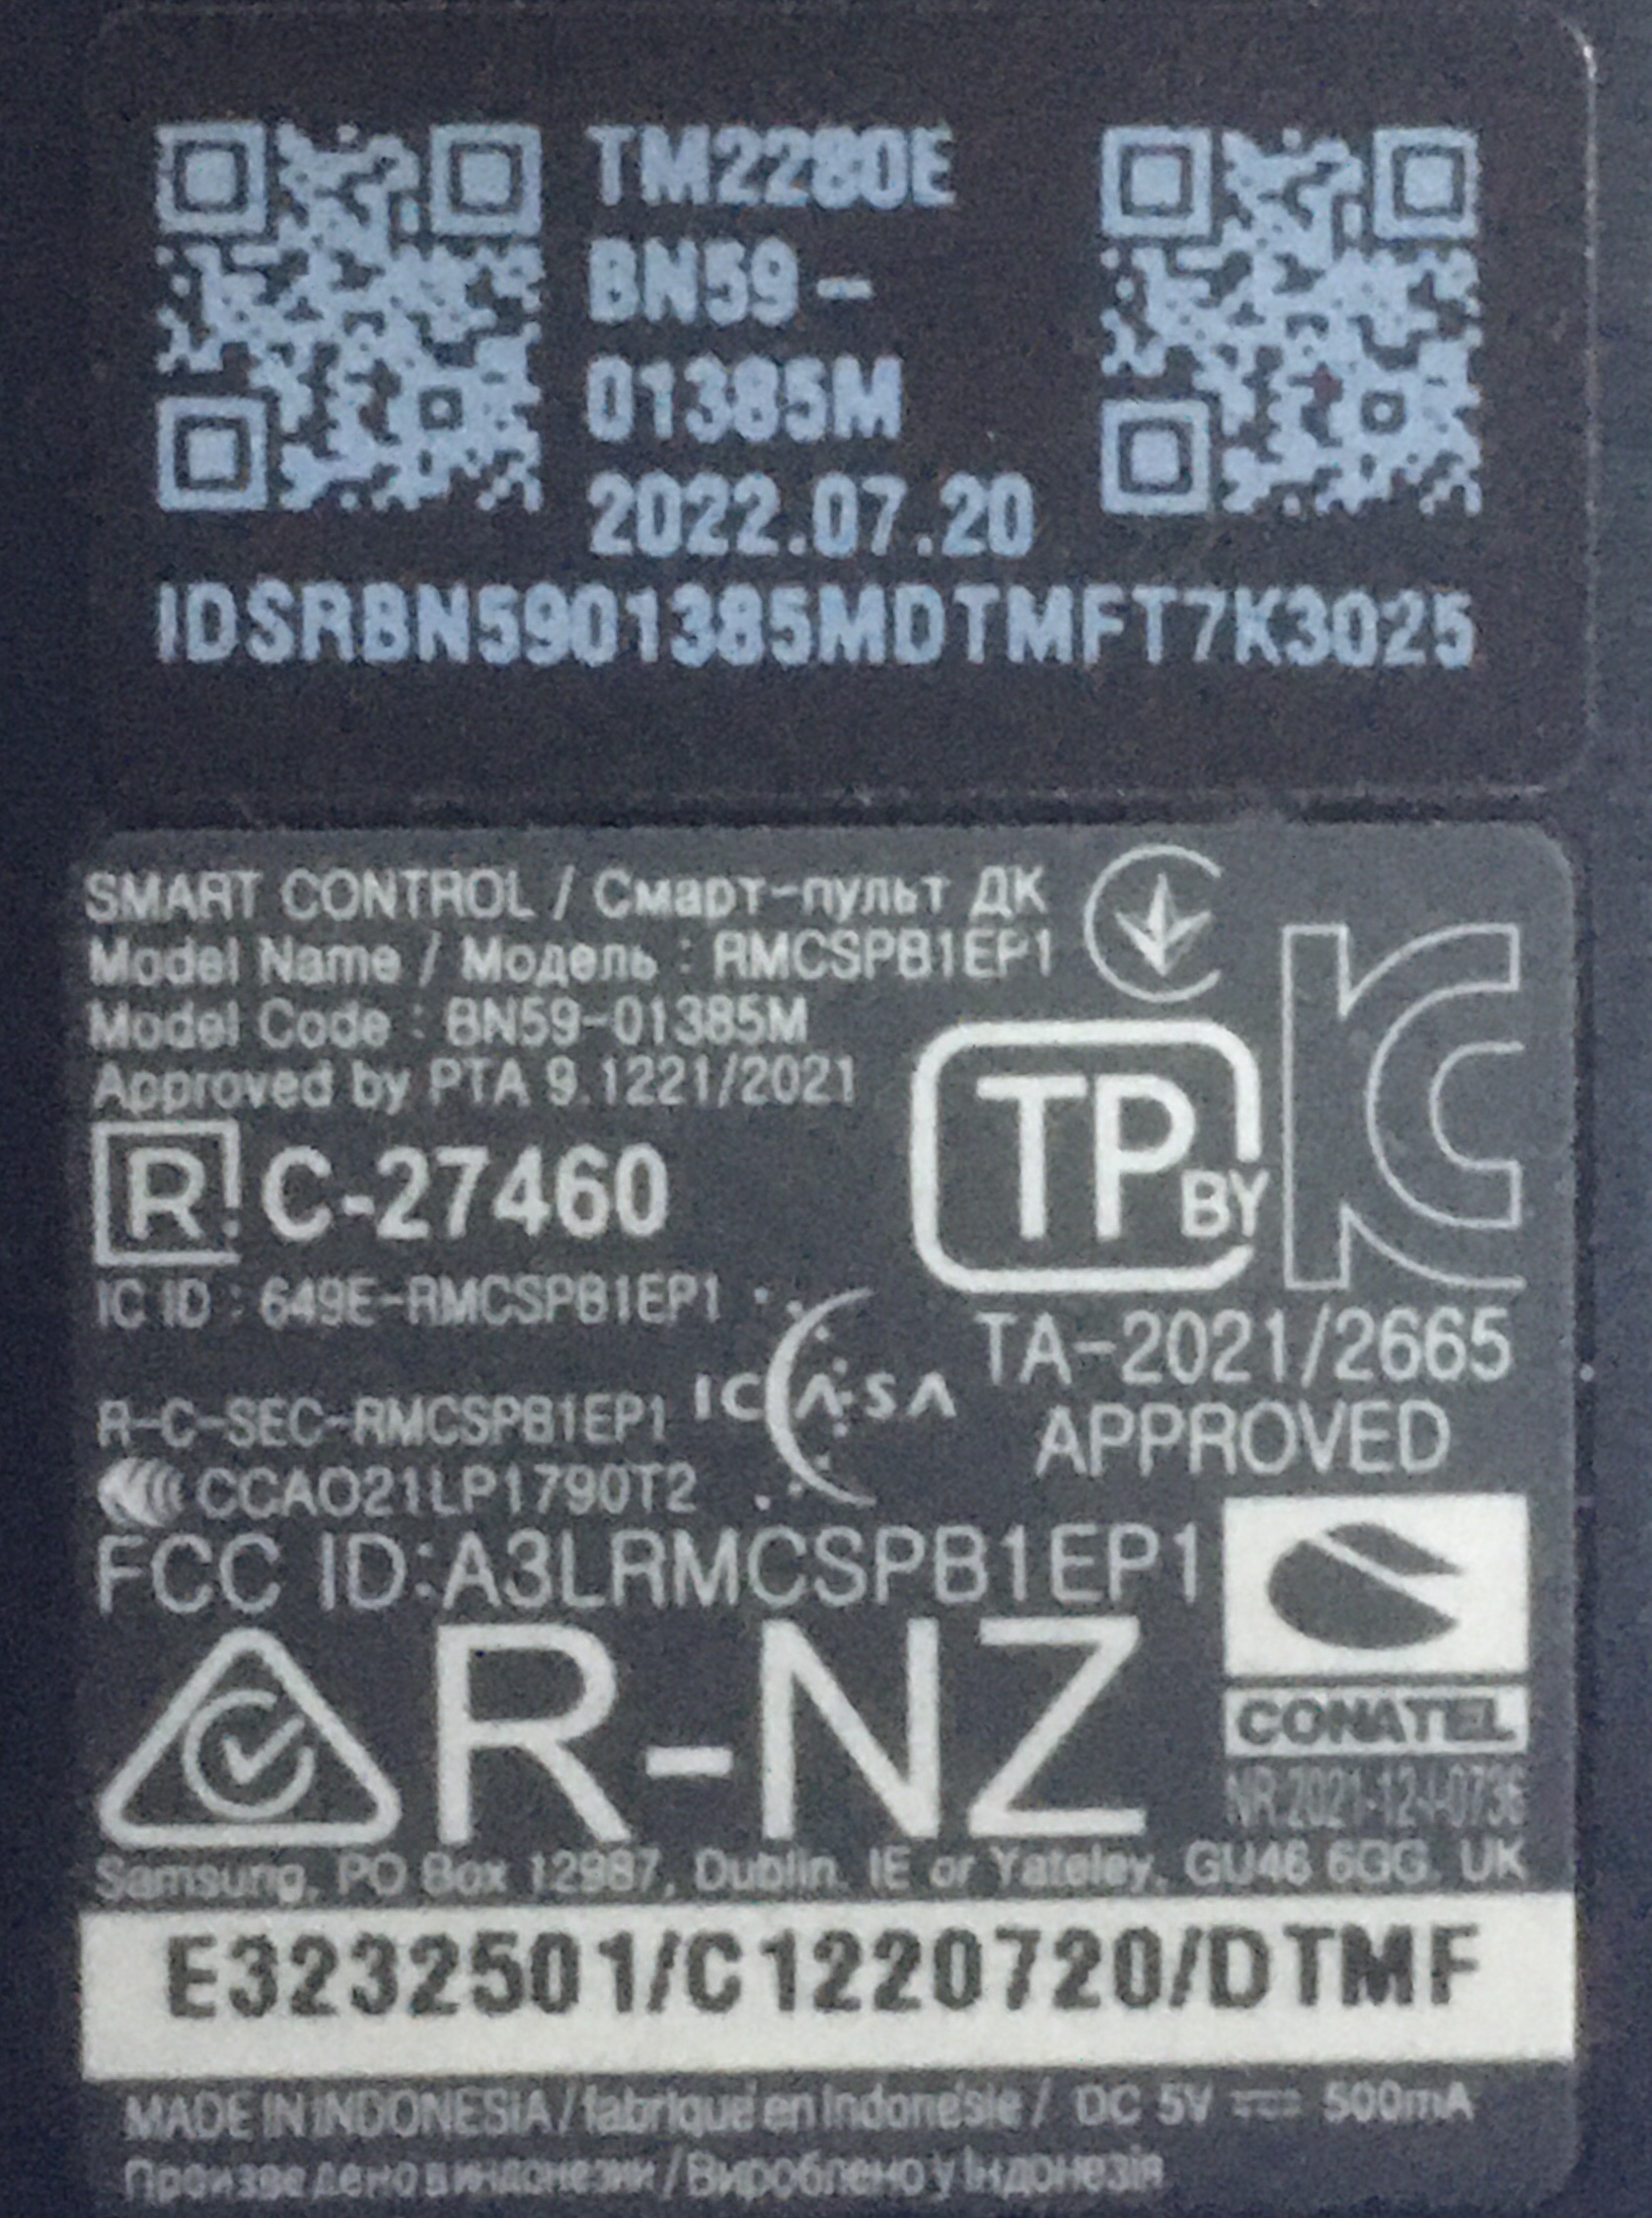 TM2280E
BN59-
01385M
2022.07.20
IDSRBN5901385MDTMFT7K3025
SMART CONTROL / Смарт-пульт ДК
Model Name / Модель : RMCSPB1EP1
Model Code : BN59-01385M
Approved by PTA 9.1221/2021
R C-27460
TP BY
IC ID : 649E-RMCSPB1EP1
TA-2021/2665
APPROVED
ICASA
R-C-SEC-RMCSPB1EP1
CCAO21LP1790T2
FCC ID:A3LRMCSPB1EP1
R-NZ
CONATEL
NR:2021-12-I-0736
Samsung, PO Box 12987, Dublin. IE or Yateley, GU46 6GG. UK
E3232501/C1220720/DTMF
MADE IN INDONESIA / fabriqué en Indonésie / DC 5V 500mA
Произведено в индонезии / Вироблено у Індонезія